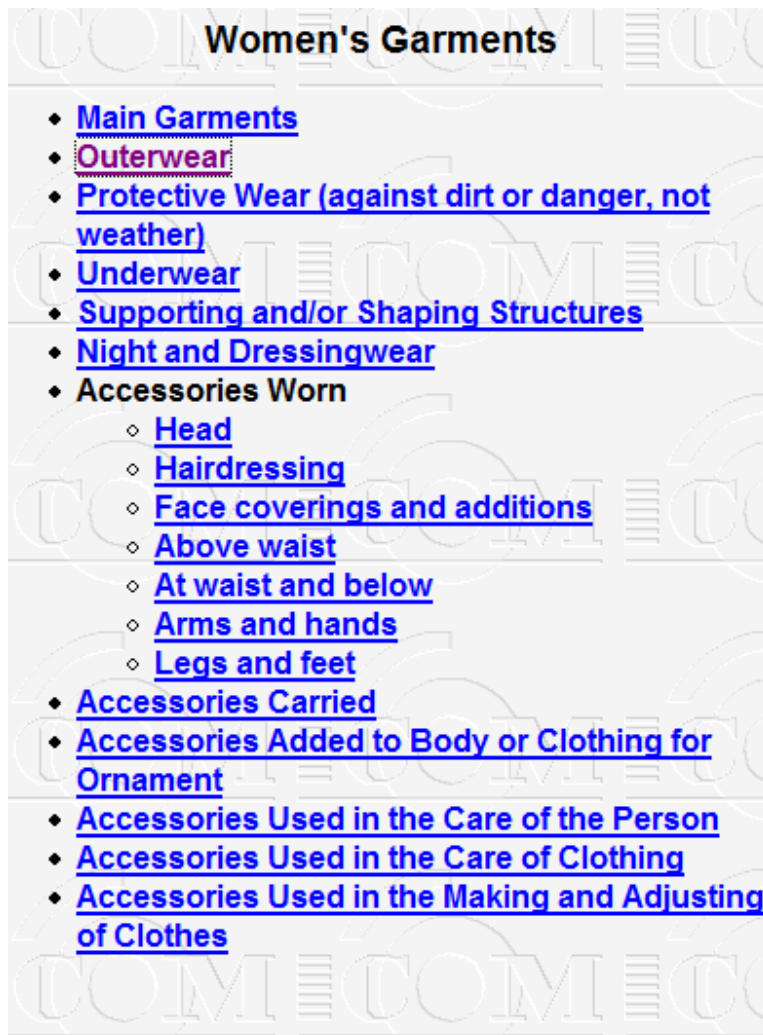 Women's Garments
Main Garments
Outerwear
Protective Wear (against dirt or danger, not
weather)
Underwear
Supporting and/or Shaping Structures
Night and Dressingwear
Accessories Worn
Head
Hairdressing
Face coverings and additions
Above waist
At waist and below
Arms and hands
Legs and feet
Accessories Carried
Accessories Added to Body or Clothing for
Ornament
Accessories Used in the Care of the Person
Accessories Used in the Care of Clothing
Accessories Used in the Making and Adjusting
of Clothes